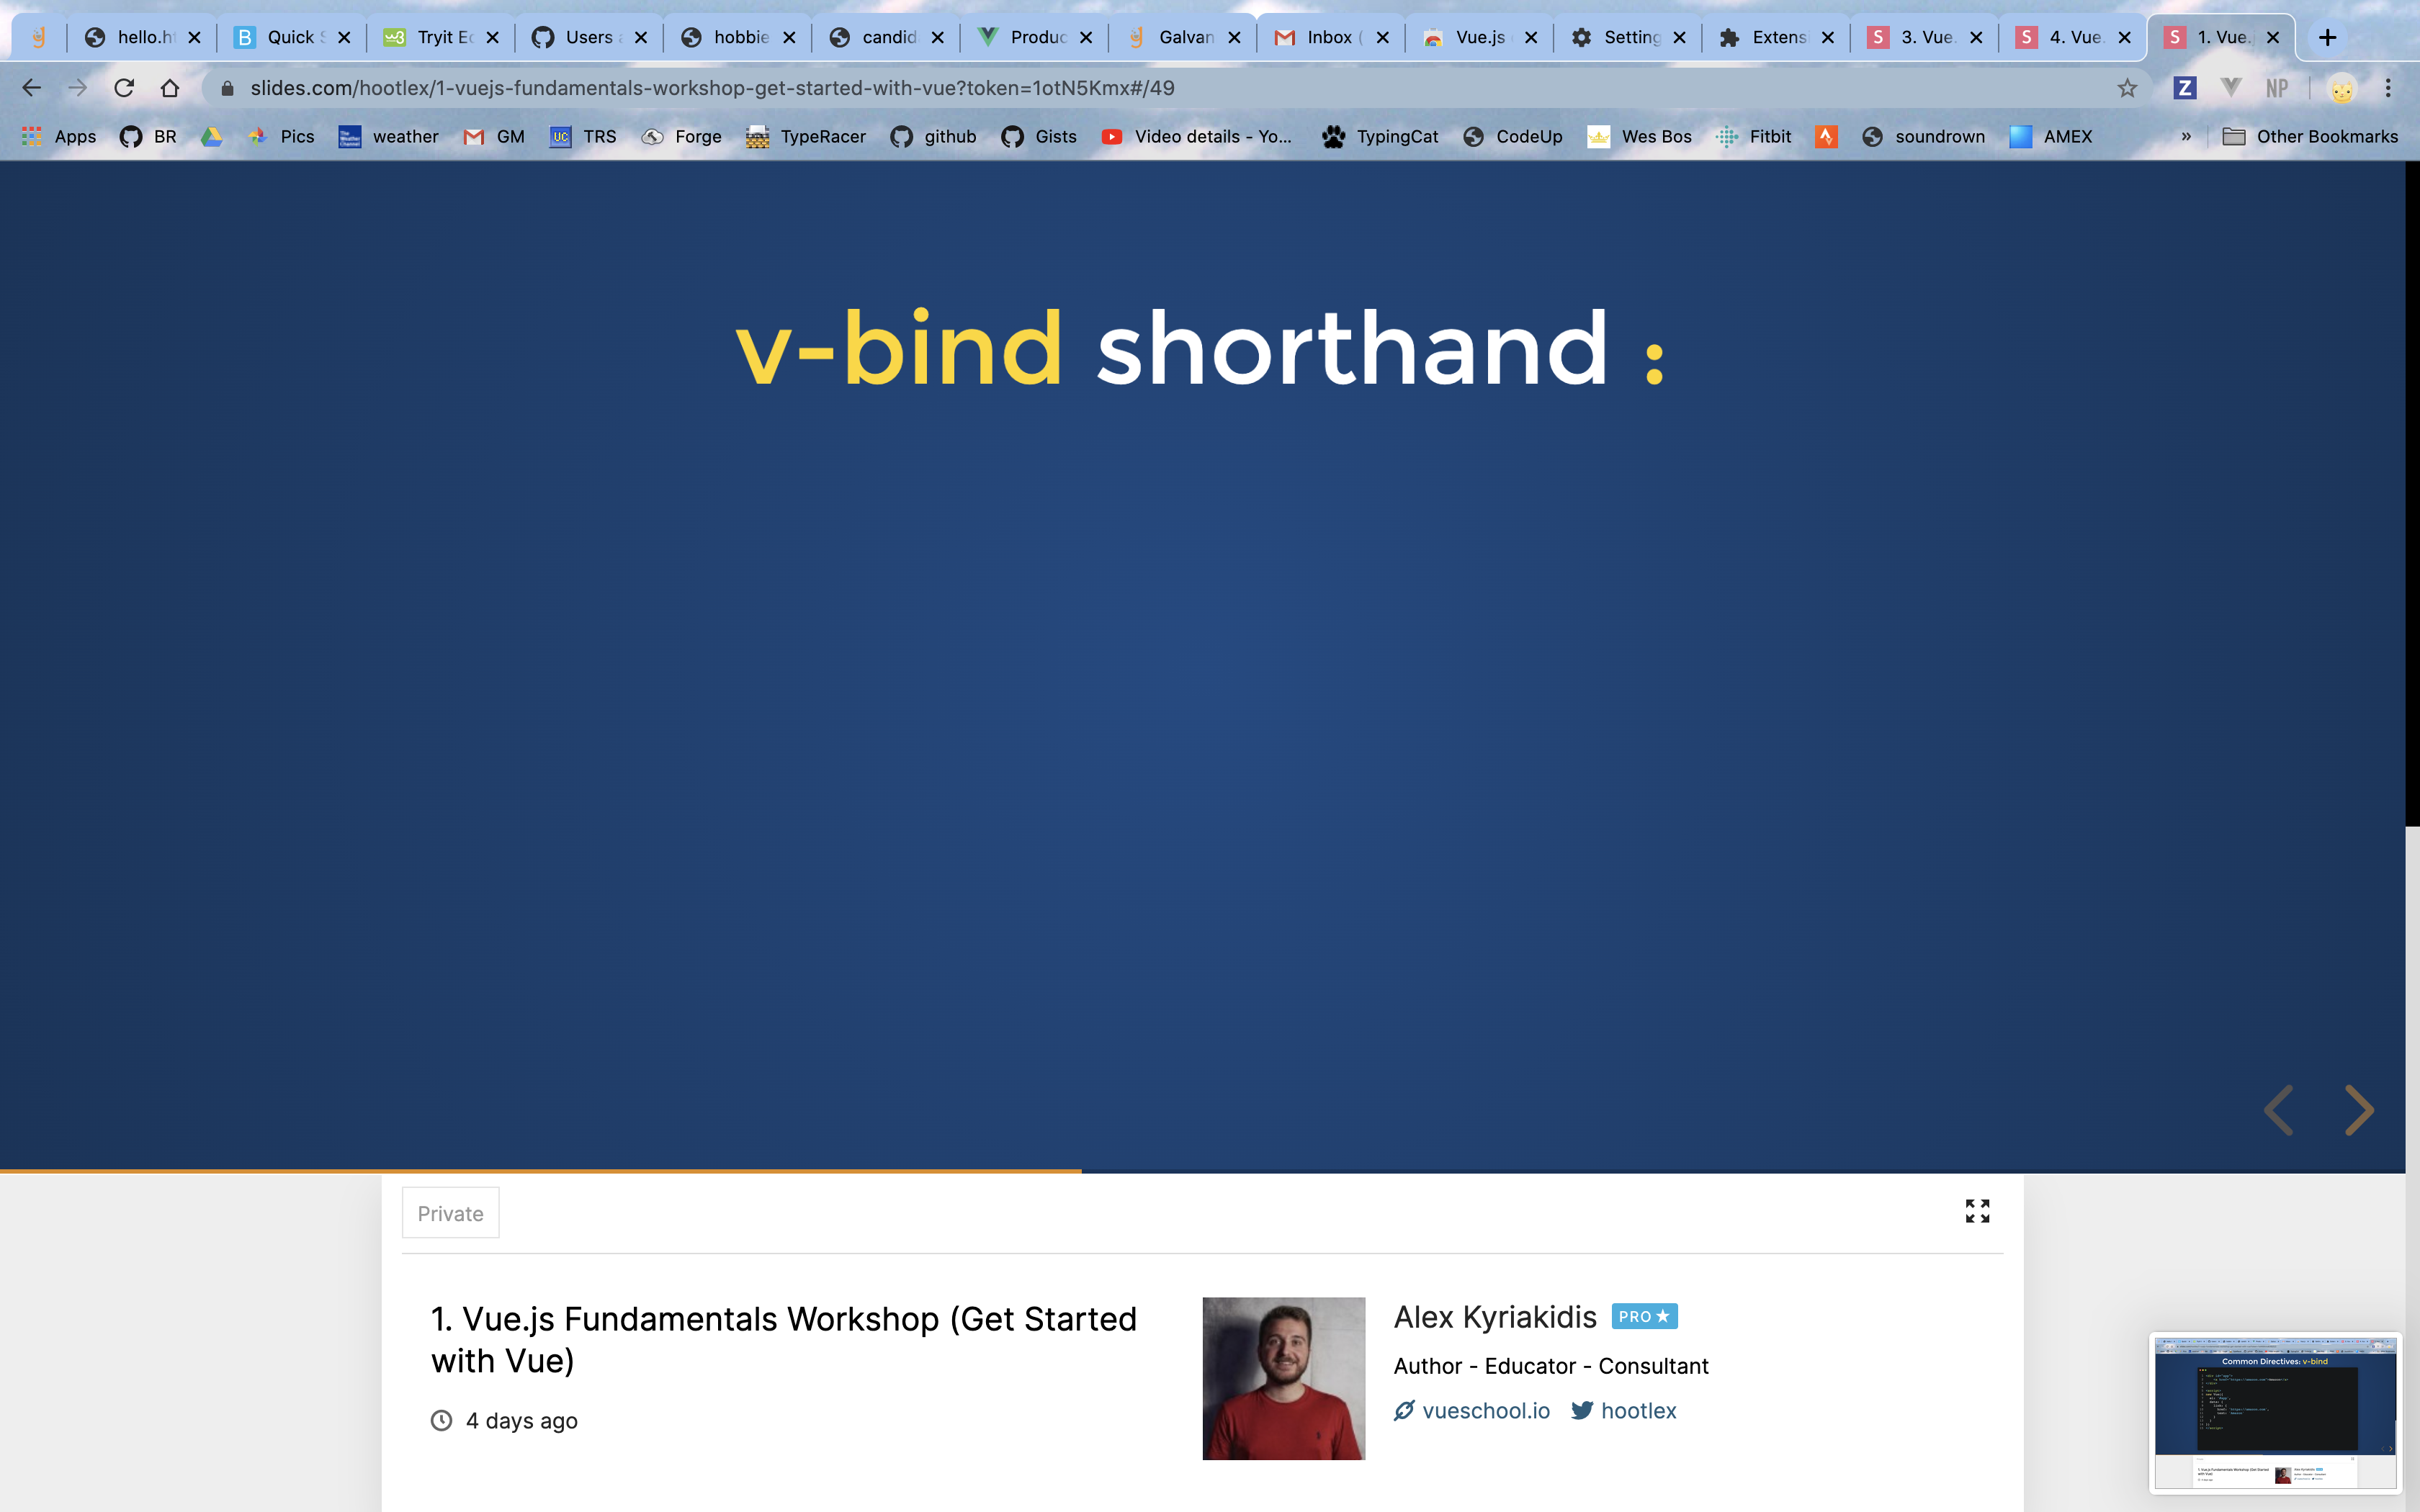 hello.h
Quick S
Tryit Ec
Users a
hobbie
candid
Produc
Galvan
Inbox (
Vue.js
Setting
Extensi
3. Vue.
4. Vue.
1. Vue.
slides.com/hootlex/1-vuejs-fundamentals-workshop-get-started-with-vue?token=1otN5Kmx#/49
Apps BR Pics weather GM TRS Forge TypeRacer github Gists Video details - Yo... TypingCat CodeUp Wes Bos Fitbit soundrown AMEX » Other Bookmarks
v-bind shorthand :
Private
1. Vue.js Fundamentals Workshop (Get Started
with Vue)
4 days ago
Alex Kyriakidis PRO
Author - Educator - Consultant
vueschool.io hootlex
Common Directives: v-bind